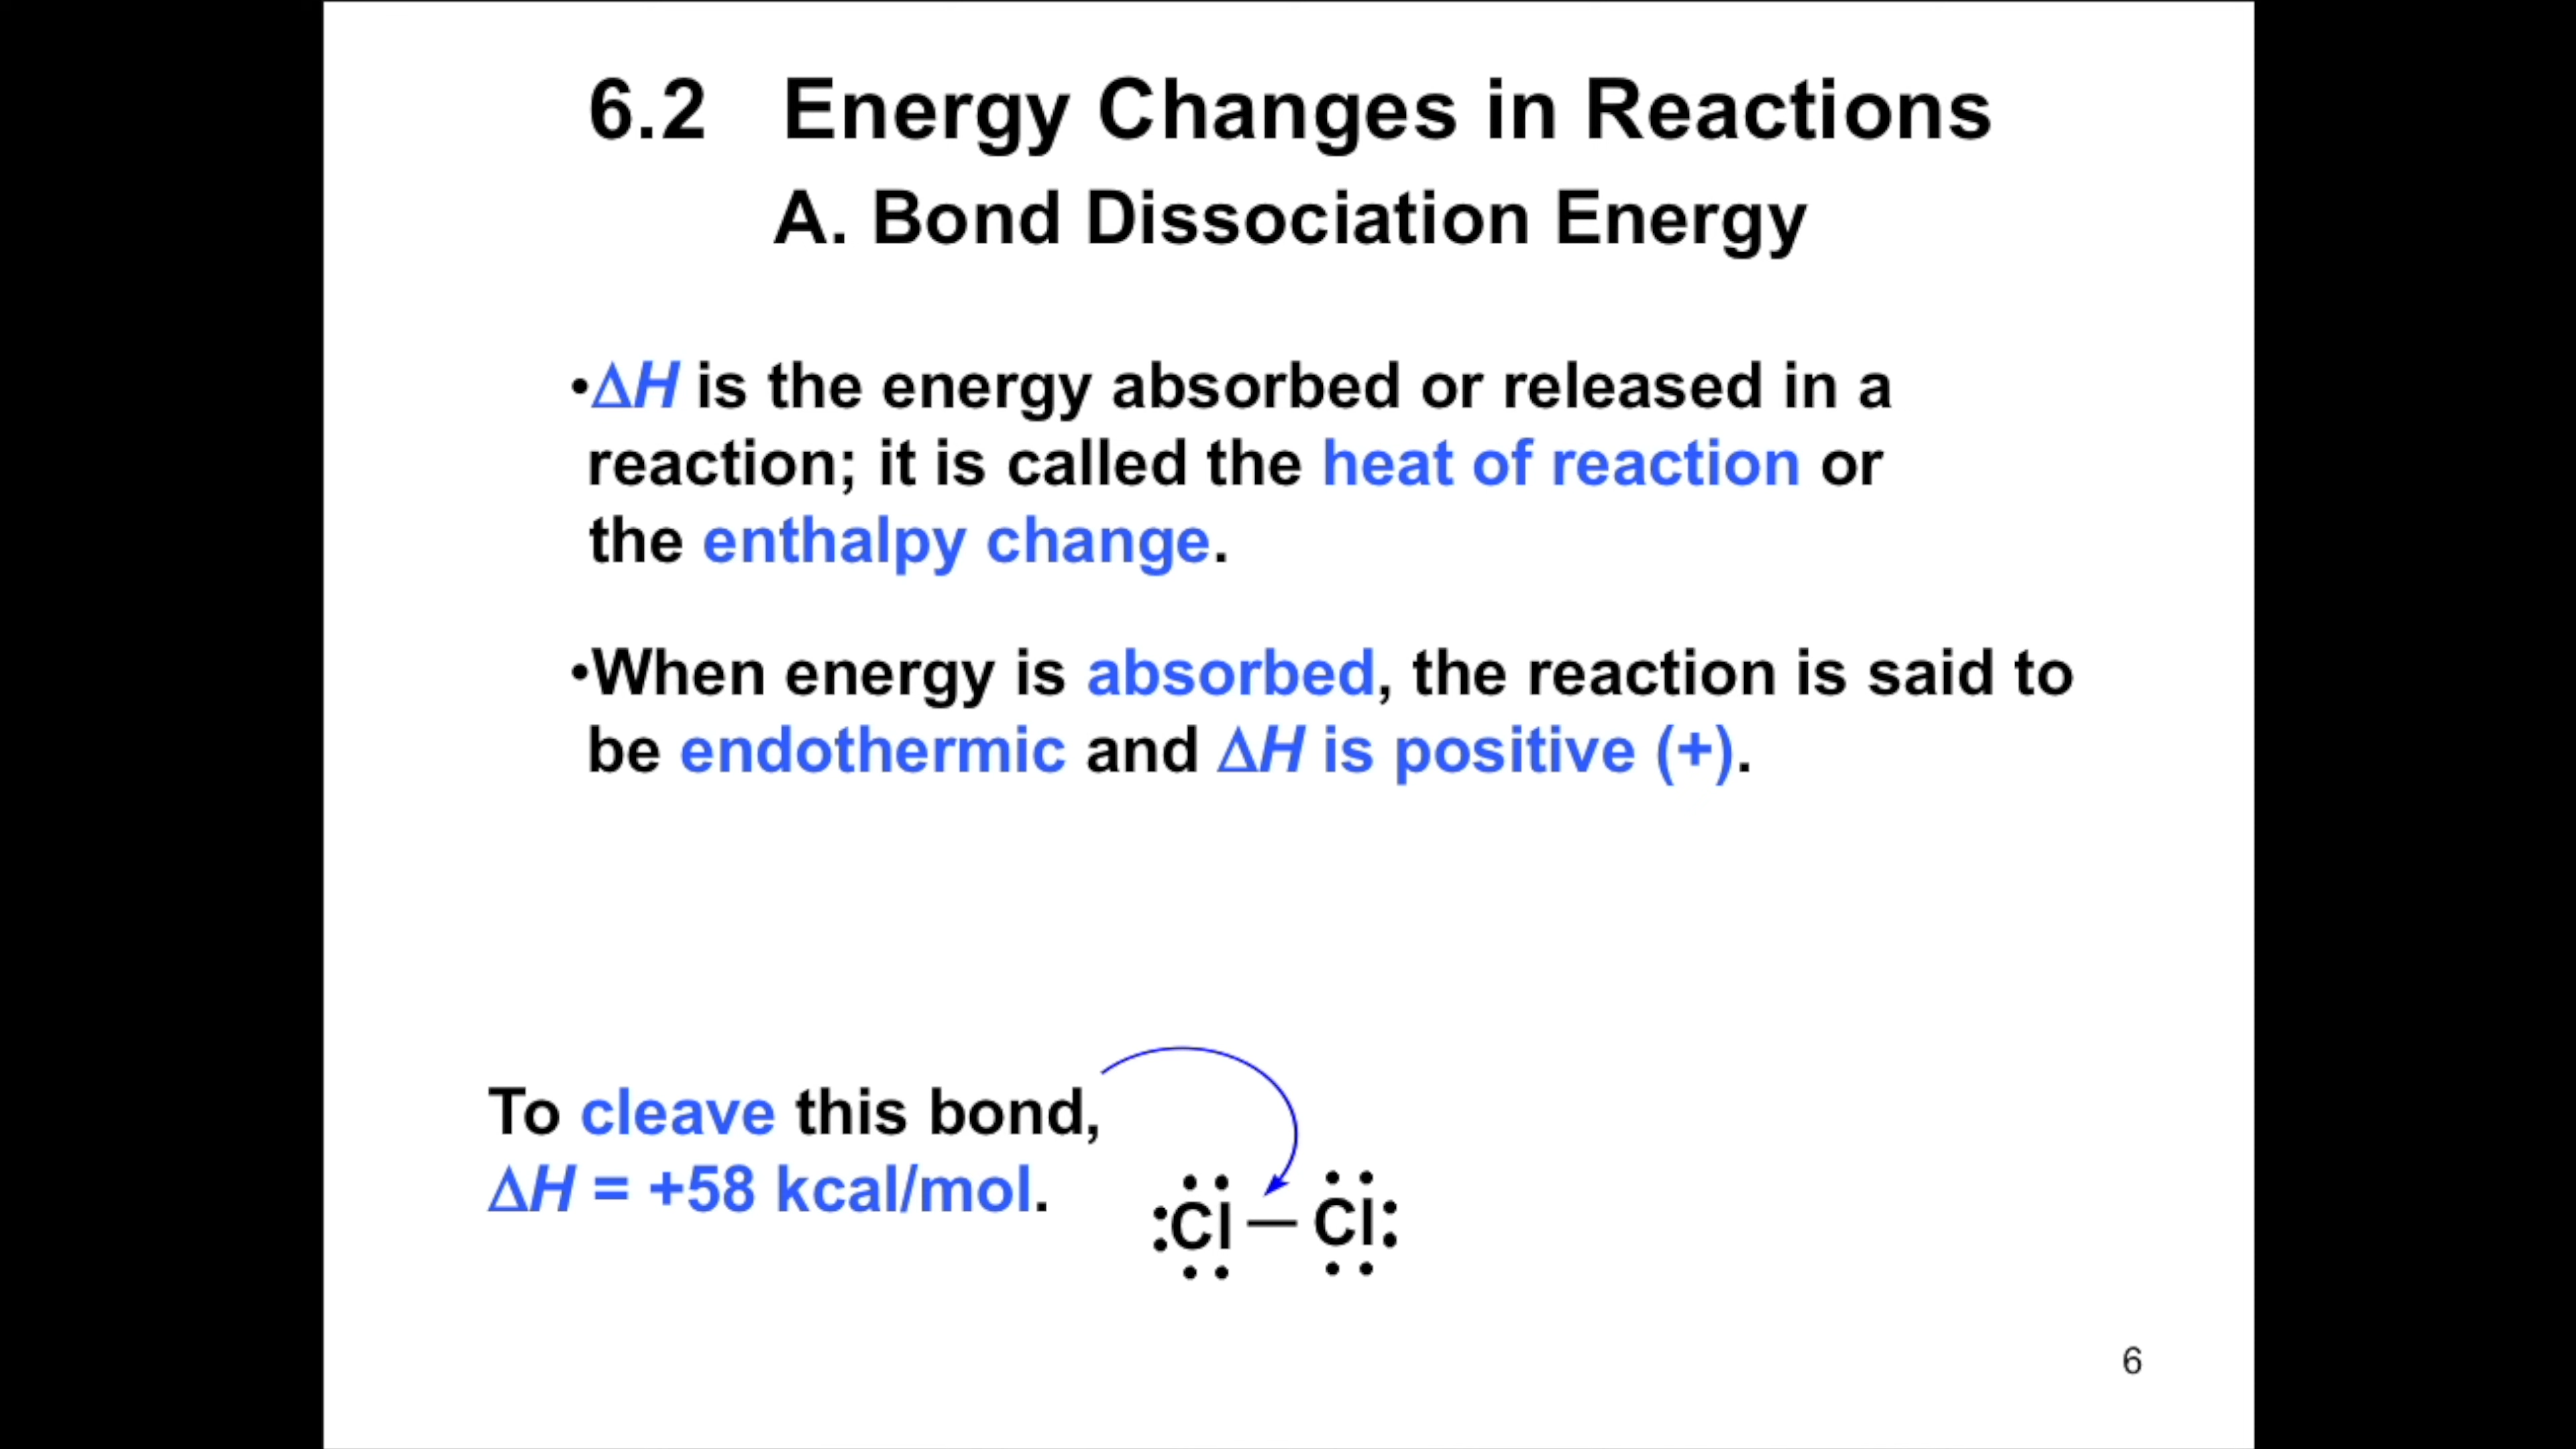 6.2 Energy Changes in Reactions
A. Bond Dissociation Energy
•ΔH is the energy absorbed or released in a
reaction; it is called the heat of reaction or
the enthalpy change.
•When energy is absorbed, the reaction is said to
be endothermic and ΔH is positive (+).
To cleave this bond,
ΔH = +58 kcal/mol.
:Cl — Cl:
6